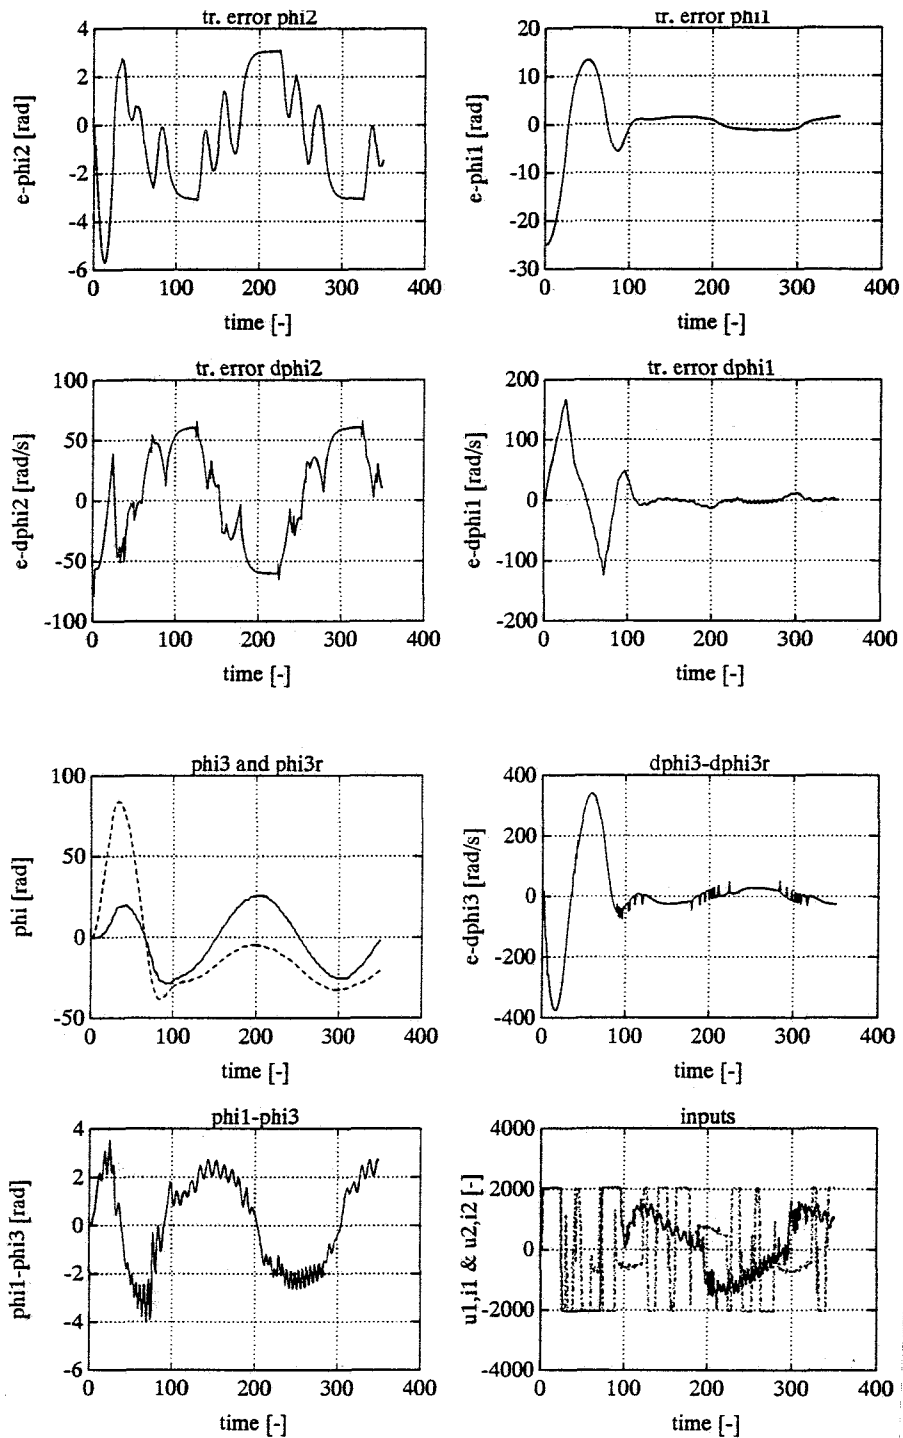 tr. error phi2
4
2
0
-2
-4
-6
e-phi2 [rad]
0 100 200 300 400
time [-]
tr. error phi1
20
10
0
-10
-20
-30
e-phi1 [rad]
0 100 200 300 400
time [-]
tr. error dphi2
100
50
0
-50
-100
e-dphi2 [rad/s]
0 100 200 300 400
time [-]
tr. error dphi1
200
100
0
-100
-200
e-dphi1 [rad/s]
0 100 200 300 400
time [-]
phi3 and phi3r
100
50
0
-50
phi [rad]
0 100 200 300 400
time [-]
dphi3-dphi3r
400
200
0
-200
-400
e-dphi3 [rad/s]
0 100 200 300 400
time [-]
phi1-phi3
4
2
0
-2
-4
-6
phi1-phi3 [rad]
0 100 200 300 400
time [-]
inputs
4000
2000
0
-2000
-4000
u1,i1 & u2,i2 [-]
0 100 200 300 400
time [-]